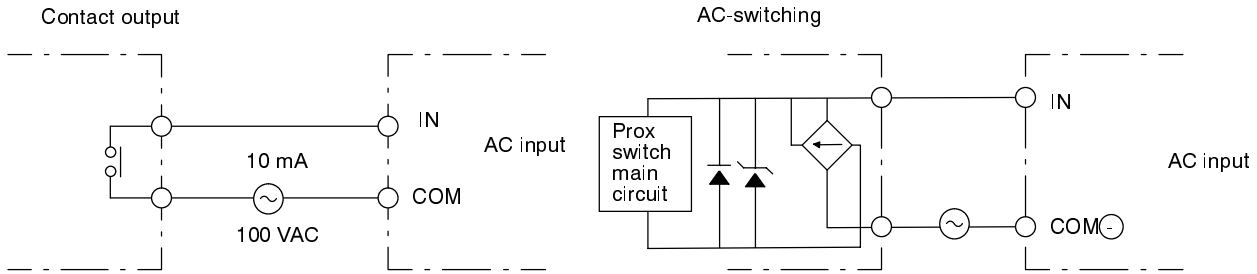 Contact output
IN
10 mA
AC input
COM
100 VAC
AC-switching
IN
Prox
switch
main
circuit
AC input
COM -